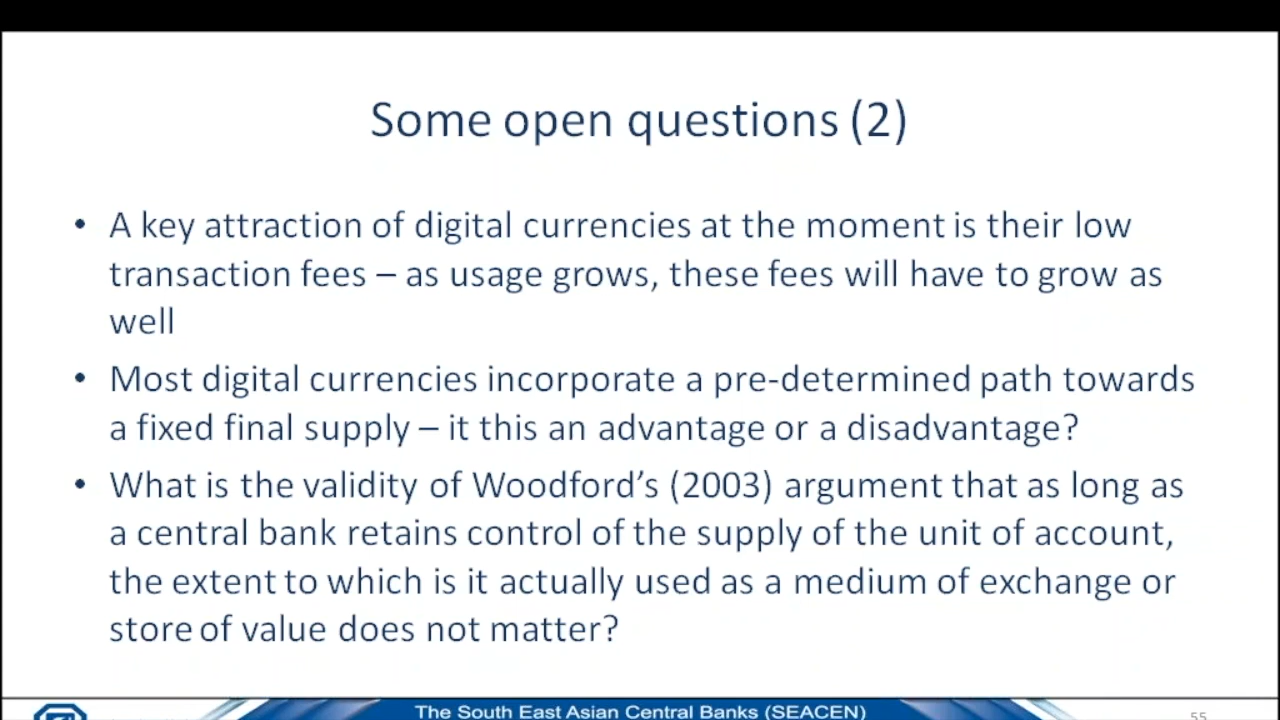 Some open questions (2)
• A key attraction of digital currencies at the moment is their low
transaction fees – as usage grows, these fees will have to grow as
well
• Most digital currencies incorporate a pre-determined path towards
a fixed final supply – it this an advantage or a disadvantage?
• What is the validity of Woodford’s (2003) argument that as long as
a central bank retains control of the supply of the unit of account,
the extent to which is it actually used as a medium of exchange or
store of value does not matter?
The South East Asian Central Banks (SEACEN)
55